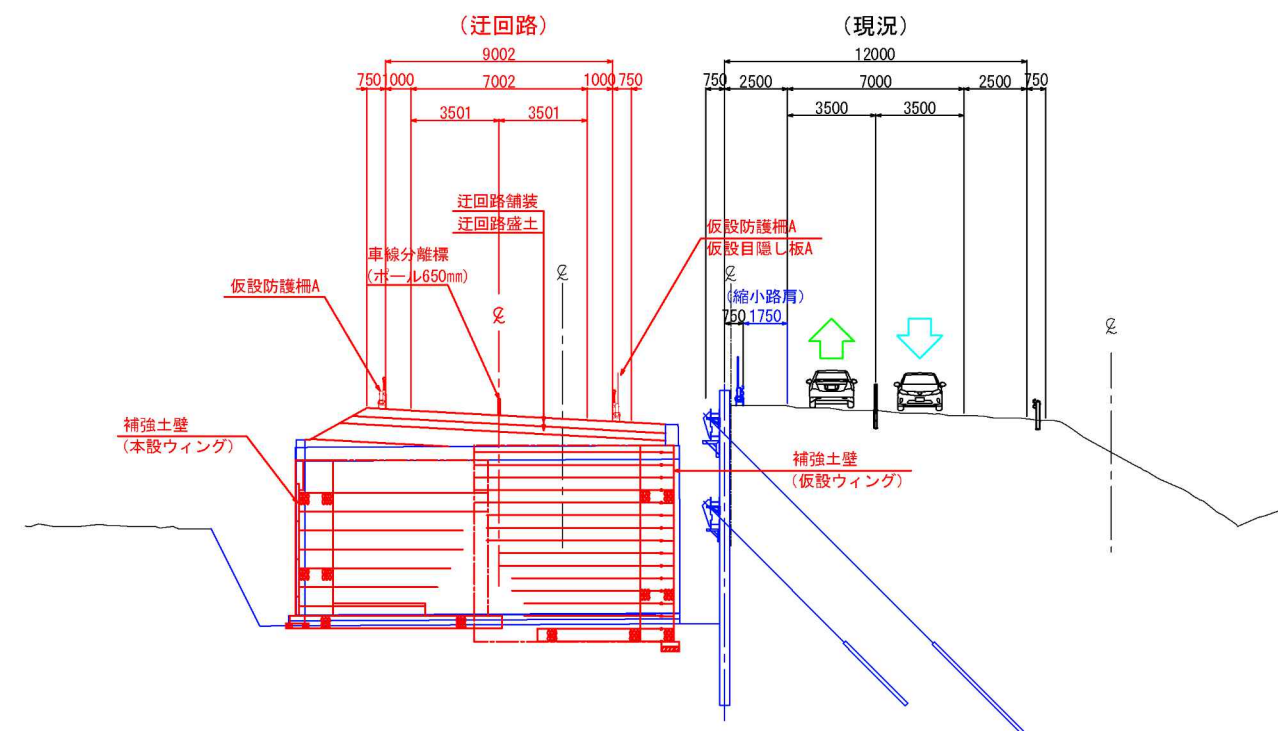 (迂回路)
(現況)
9002
12000
750
1000
7002
1000
750
750
2500
7000
2500
750
3501
3501
3500
3500
迂回路舗装
迂回路盛土
仮設防護柵A
仮設目隠し板A
車線分離標
(ポール650mm)
仮設防護柵A
(縮小路肩)
750
1750
補強土壁
(本設ウィング)
補強土壁
(仮設ウィング)